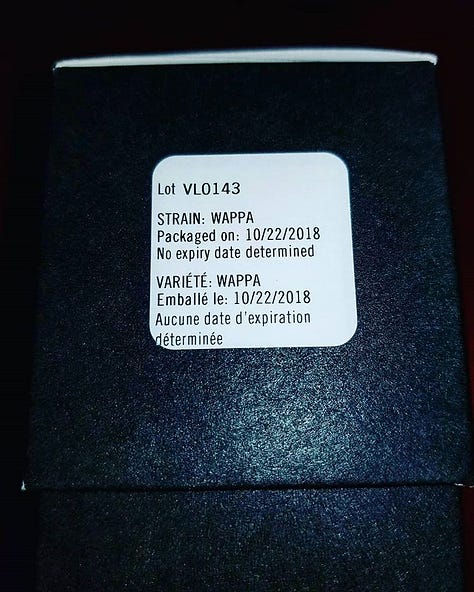 Lot VL0143
STRAIN: WAPPA
Packaged on: 10/22/2018
No expiry date determined
VARIÉTÉ: WAPPA
Emballé le: 10/22/2018
Aucune date d'expiration
déterminée